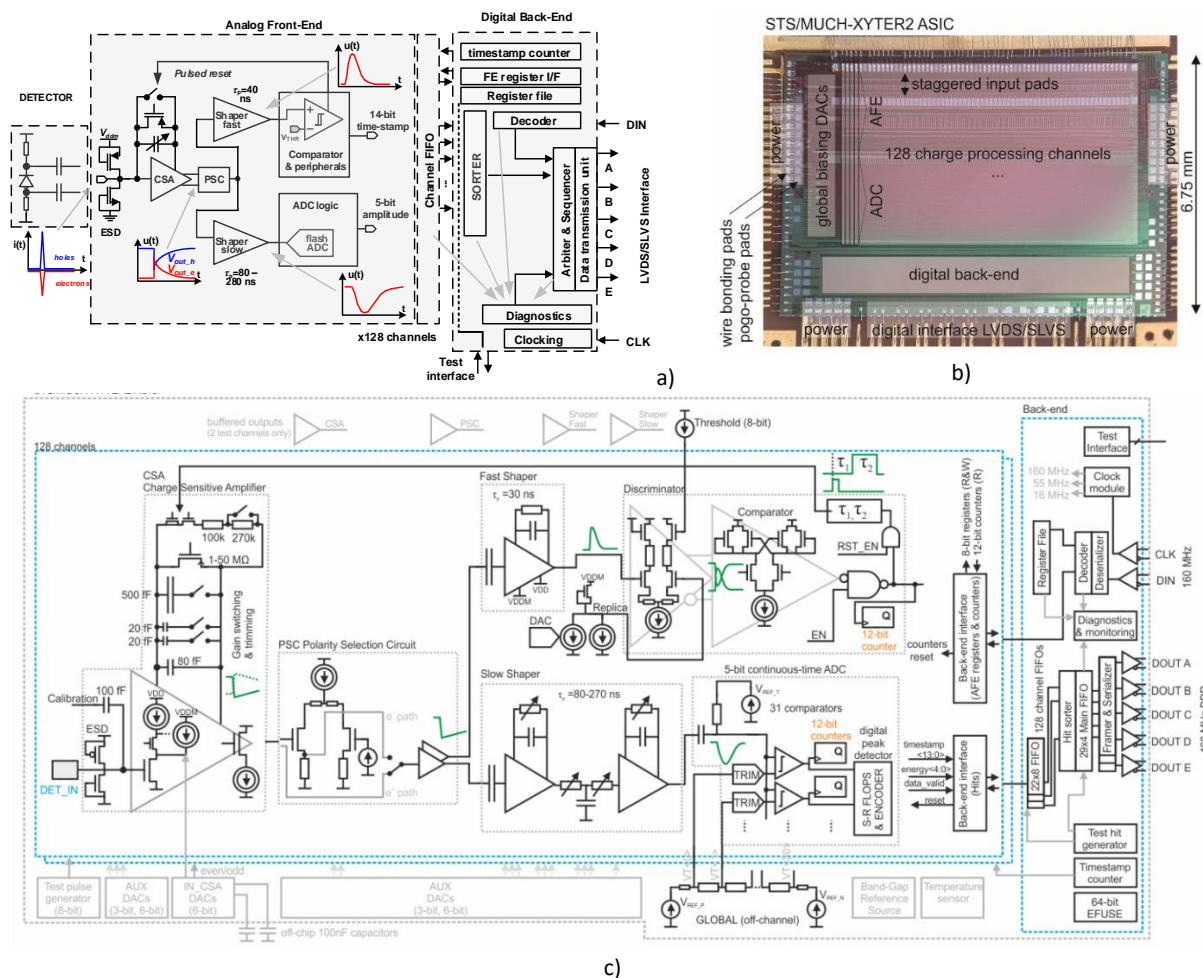 Analog Front-End
Digital Back-End
DETECTOR
i(t)
holes
t
electrons
V_ddm
ESD
Pulsed reset
CSA
PSC
u(t)
V_out_h
V_out_e
t
τp=40
ns
Shaper
fast
Shaper
slow
τp=80 –
280 ns
u(t)
t
V_THR
Comparator
& peripherals
14-bit
time-stamp
ADC logic
flash
ADC
5-bit
amplitude
u(t)
t
x128 channels
Channel FIFO
timestamp counter
FE register I/F
Register file
Decoder
SORTER
Arbiter & Sequencer
Data transmission unit
Diagnostics
Clocking
Test
interface
DIN
A
B
C
D
E
CLK
LVDS/SLVS Interface
a)
STS/MUCH-XYTER2 ASIC
staggered input pads
global biasing DACs
AFE
ADC
128 charge processing channels
...
power
power
digital back-end
power
digital interface LVDS/SLVS
power
wire bonding pads
pogo-probe pads
6.75 mm
b)
buffered outputs
(2 test channels only)
CSA
PSC
Shaper
Fast
Shaper
Slow
Threshold (8-bit)
128 channels
CSA
Charge Sensitive Amplifier
100k
270k
1-50 MΩ
500 fF
20 fF
20 fF
80 fF
Gain switching
& trimming
Calibration
100 fF
VDD
VDDM
ESD
DET_IN
PSC Polarity Selection Circuit
e⁻ path
e⁺ path
Fast Shaper
τp =30 ns
VDD
VDDM
VDDM
Replica
DAC
Discriminator
Comparator
τ1
τ2
τ1,τ2
RST_EN
EN
Q
12-bit
counter
Slow Shaper
τp =80-270 ns
5-bit continuous-time ADC
V_REF_T
31 comparators
12-bit
counters
Q
Q
TRIM
TRIM
digital
peak
detector
S-R FLOPS
& ENCODER
8-bit registers (R&W)
12-bit counters (R)
counters
reset
Back-end interface
(AFE registers & counters)
timestamp
<13:0>
energy<4:0>
data_valid
reset
Back-end interface
(Hits)
Back-end
Test
Interface
160 MHz
55 MHz
16 MHz
Clock
module
Register File
Decoder
Deserializer
CLK
DIN
160 MHz
Diagnostics
& monitoring
128 channel FIFOs
22x8 FIFO
Hit sorter
29x4 Main FIFO
Framer & Serializer
DOUT A
DOUT B
DOUT C
DOUT D
DOUT E
Test hit
generator
Timestamp
counter
64-bit
EFUSE
Test pulse
generator
(8-bit)
AUX
DACs
(3-bit, 6-bit)
even/odd
IN_CSA
DACs
(6-bit)
off-chip 100nF capacitors
AUX
DACs
(3-bit, 6-bit)
V_REF_P
GLOBAL (off-channel)
V_REF_N
Band-Gap
Reference
Source
Temperature
sensor
c)